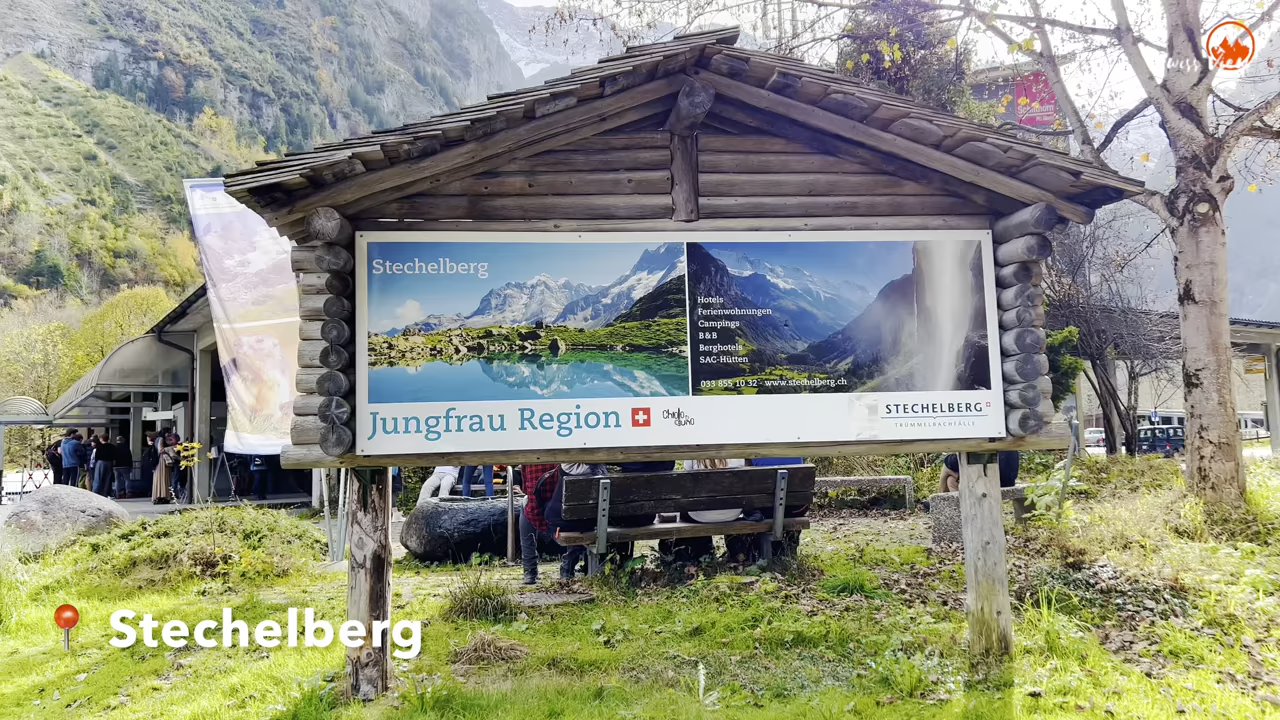 Schilthorn
Stechelberg
Hotels
Ferienwohnungen
Campings
B&B
Berghotels
SAC-Hütten
033 855 10 32 - www.stechelberg.ch
Jungfrau Region
STECHELBERG
TRÜMMELBACHFÄLLE
Stechelberg